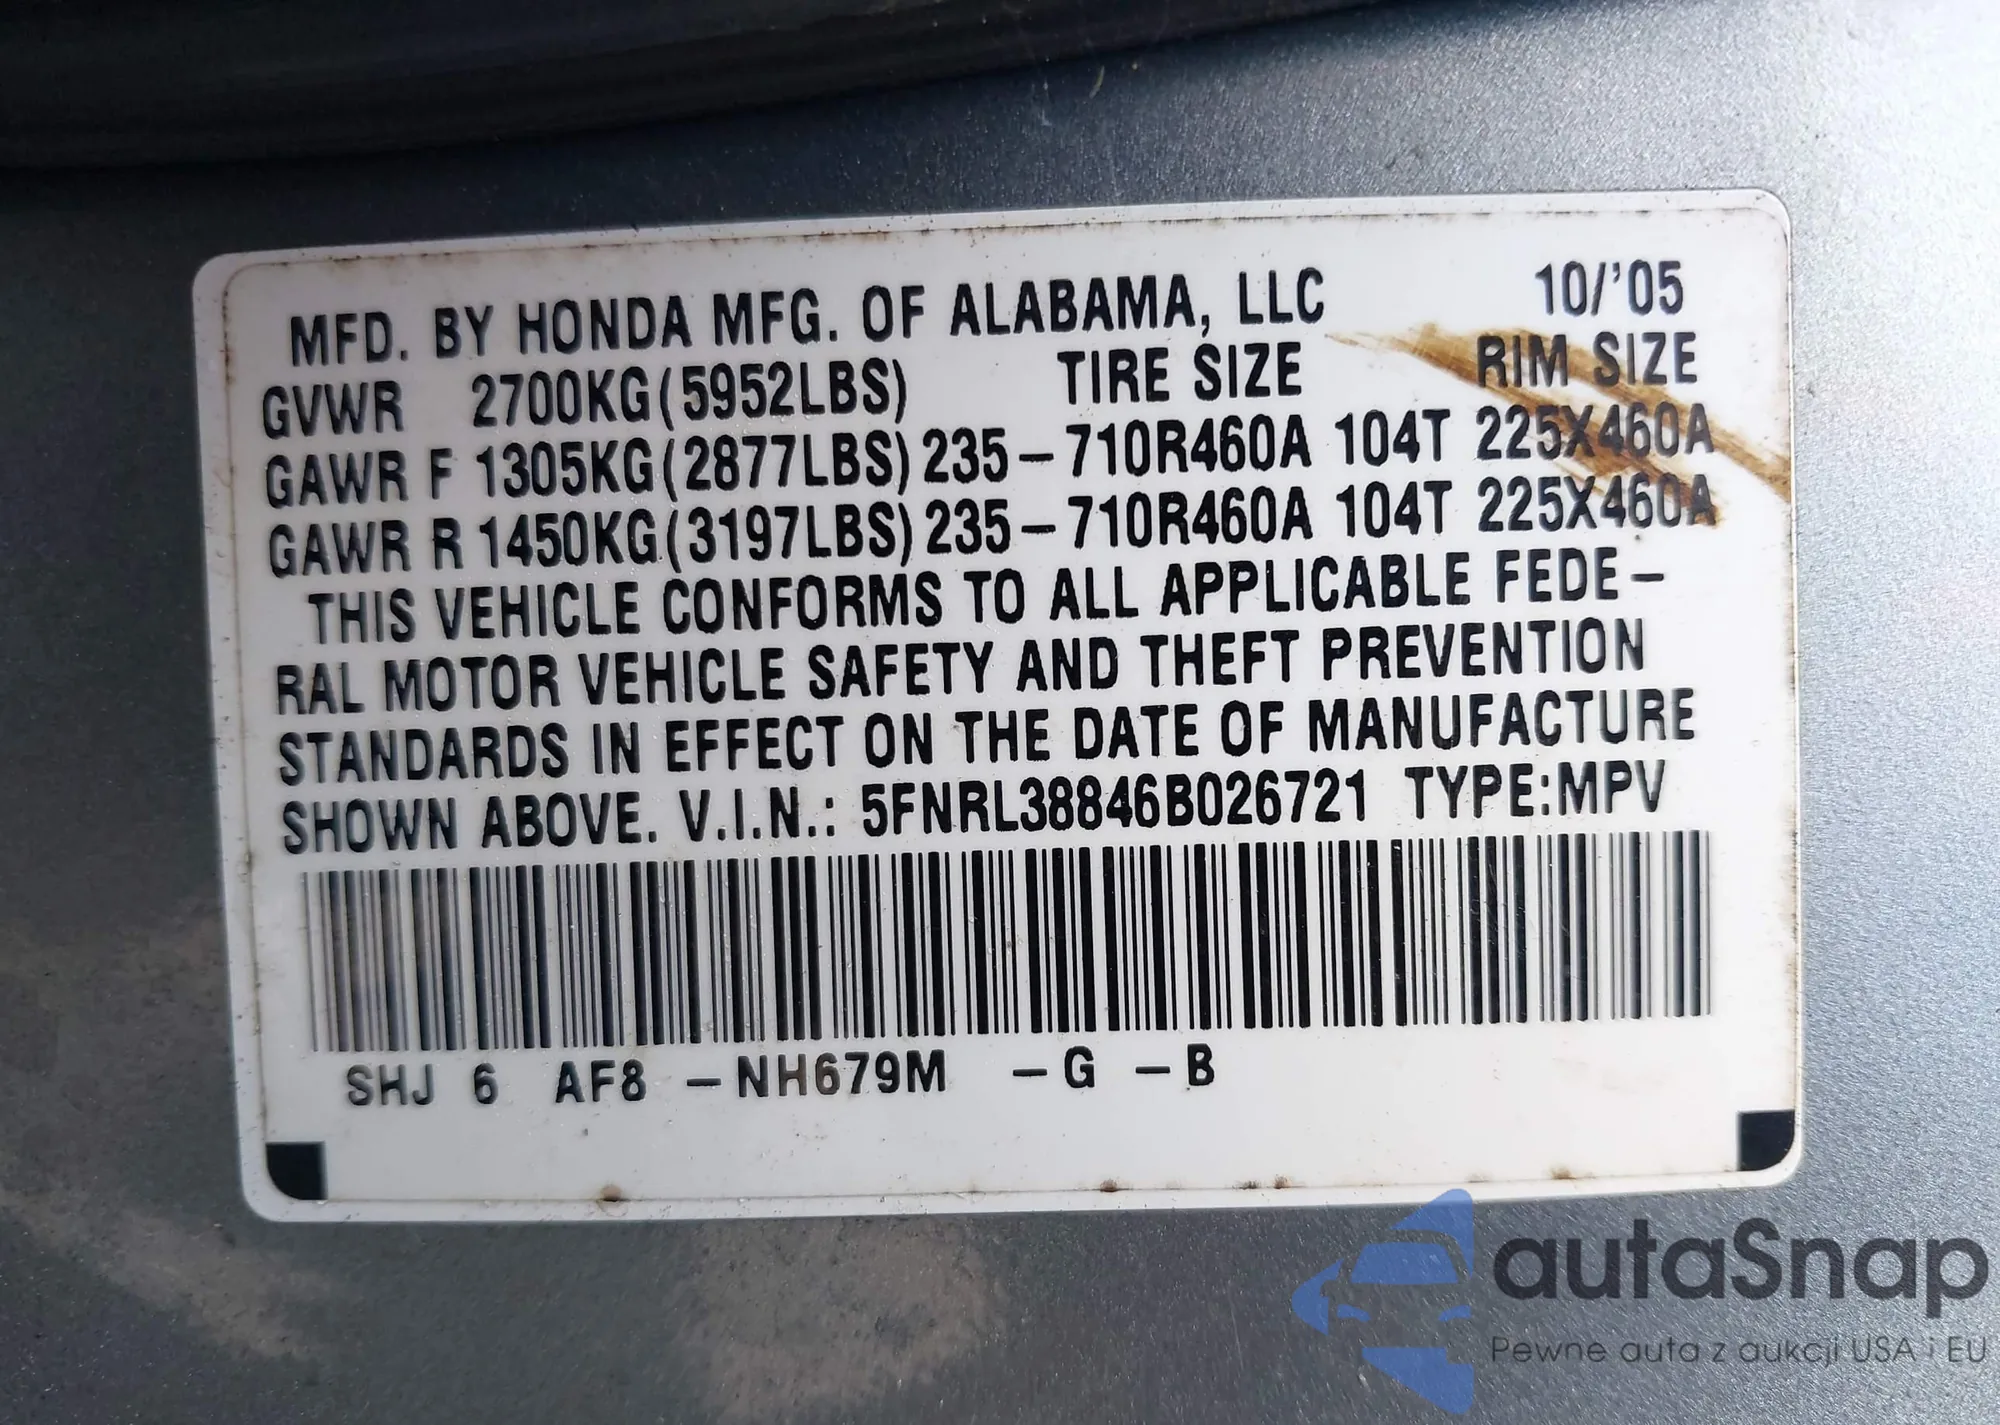 MFD. BY HONDA MFG. OF ALABAMA, LLC 10/'05
GVWR 2700KG(5952LBS) TIRE SIZE RIM SIZE
GAWR F 1305KG(2877LBS) 235-710R460A 104T 225X460A
GAWR R 1450KG(3197LBS) 235-710R460A 104T 225X460A
THIS VEHICLE CONFORMS TO ALL APPLICABLE FEDE-
RAL MOTOR VEHICLE SAFETY AND THEFT PREVENTION
STANDARDS IN EFFECT ON THE DATE OF MANUFACTURE
SHOWN ABOVE. V.I.N.: 5FNRL38846B026721 TYPE:MPV
SHJ 6 AF8 -NH679M -G -B
autaSnap
Pewne auta z aukcji USA i EU